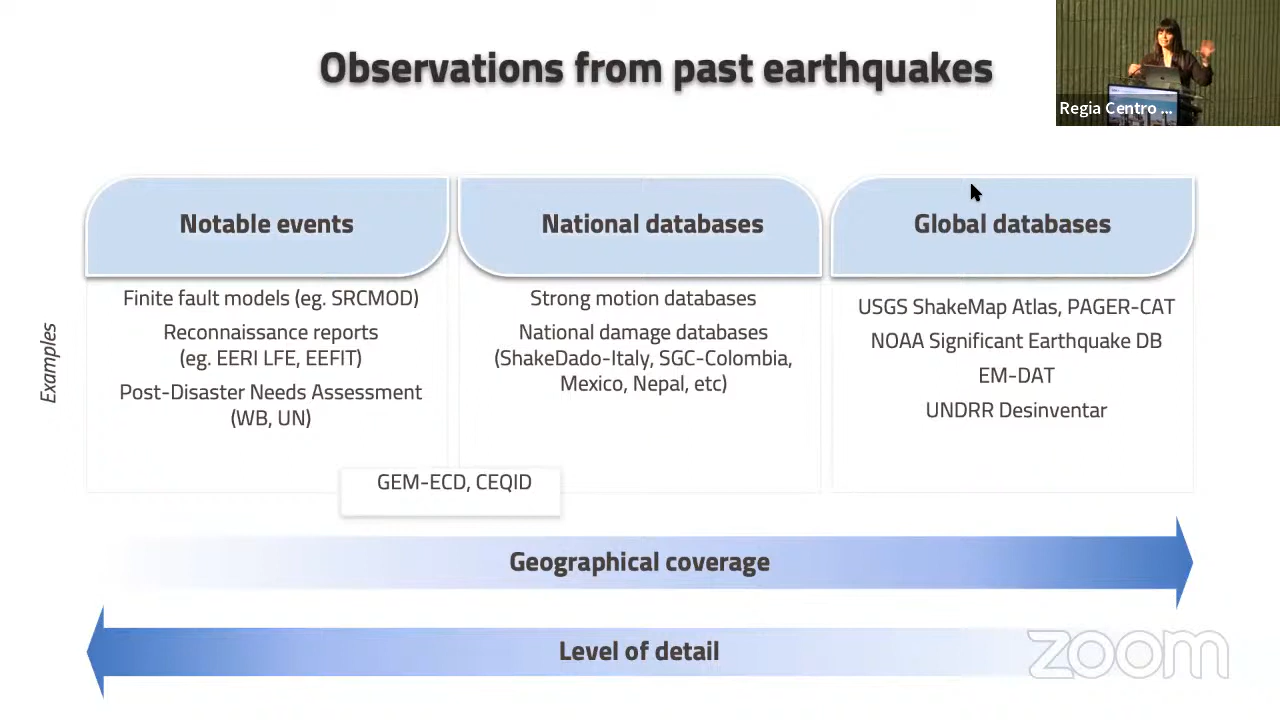 Observations from past earthquakes
Regia Centro ...
Notable events
National databases
Global databases
Examples
Finite fault models (eg. SRCMOD)
Reconnaissance reports
(eg. EERI LFE, EEFIT)
Post-Disaster Needs Assessment
(WB, UN)
Strong motion databases
National damage databases
(ShakeDado-Italy, SGC-Colombia,
Mexico, Nepal, etc)
USGS ShakeMap Atlas, PAGER-CAT
NOAA Significant Earthquake DB
EM-DAT
UNDRR Desinventar
GEM-ECD, CEQID
Geographical coverage
Level of detail
zoom